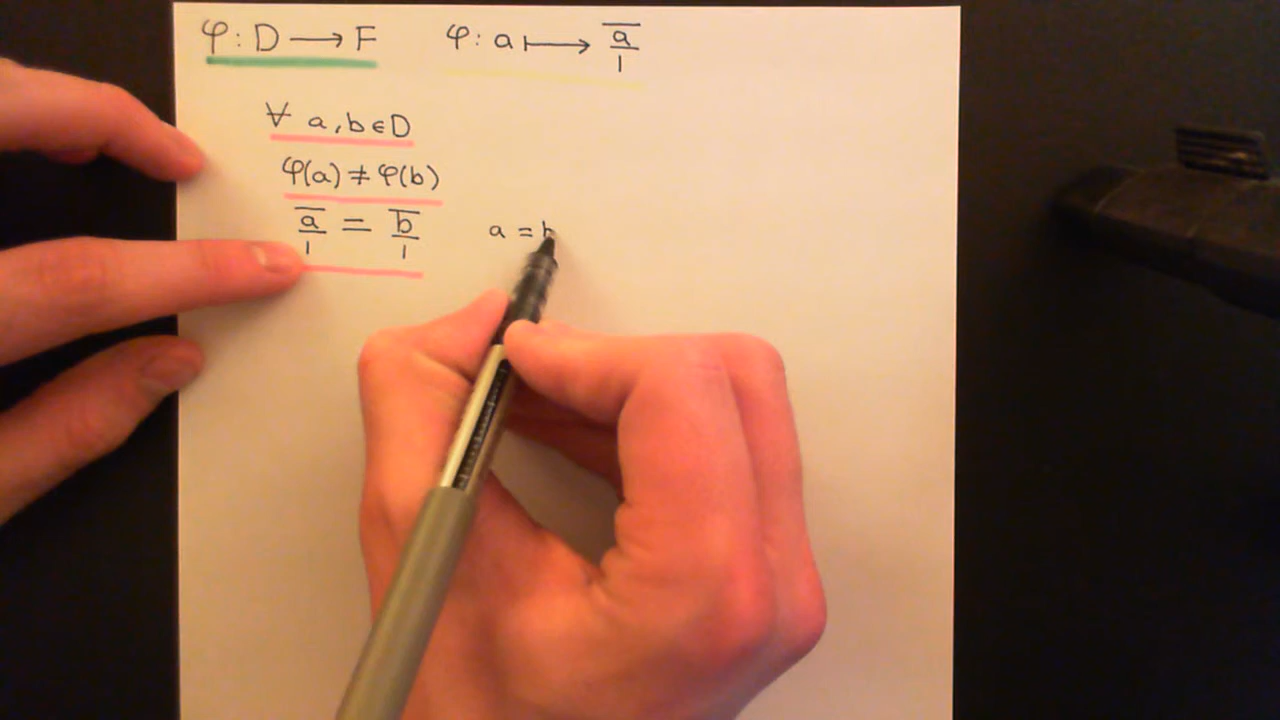 φ: D ⟶ F φ: a ⟼ a̅/1
∀ a, b ∈ D
φ(a) ≠ φ(b)
a̅/1 = b̅/1 a =